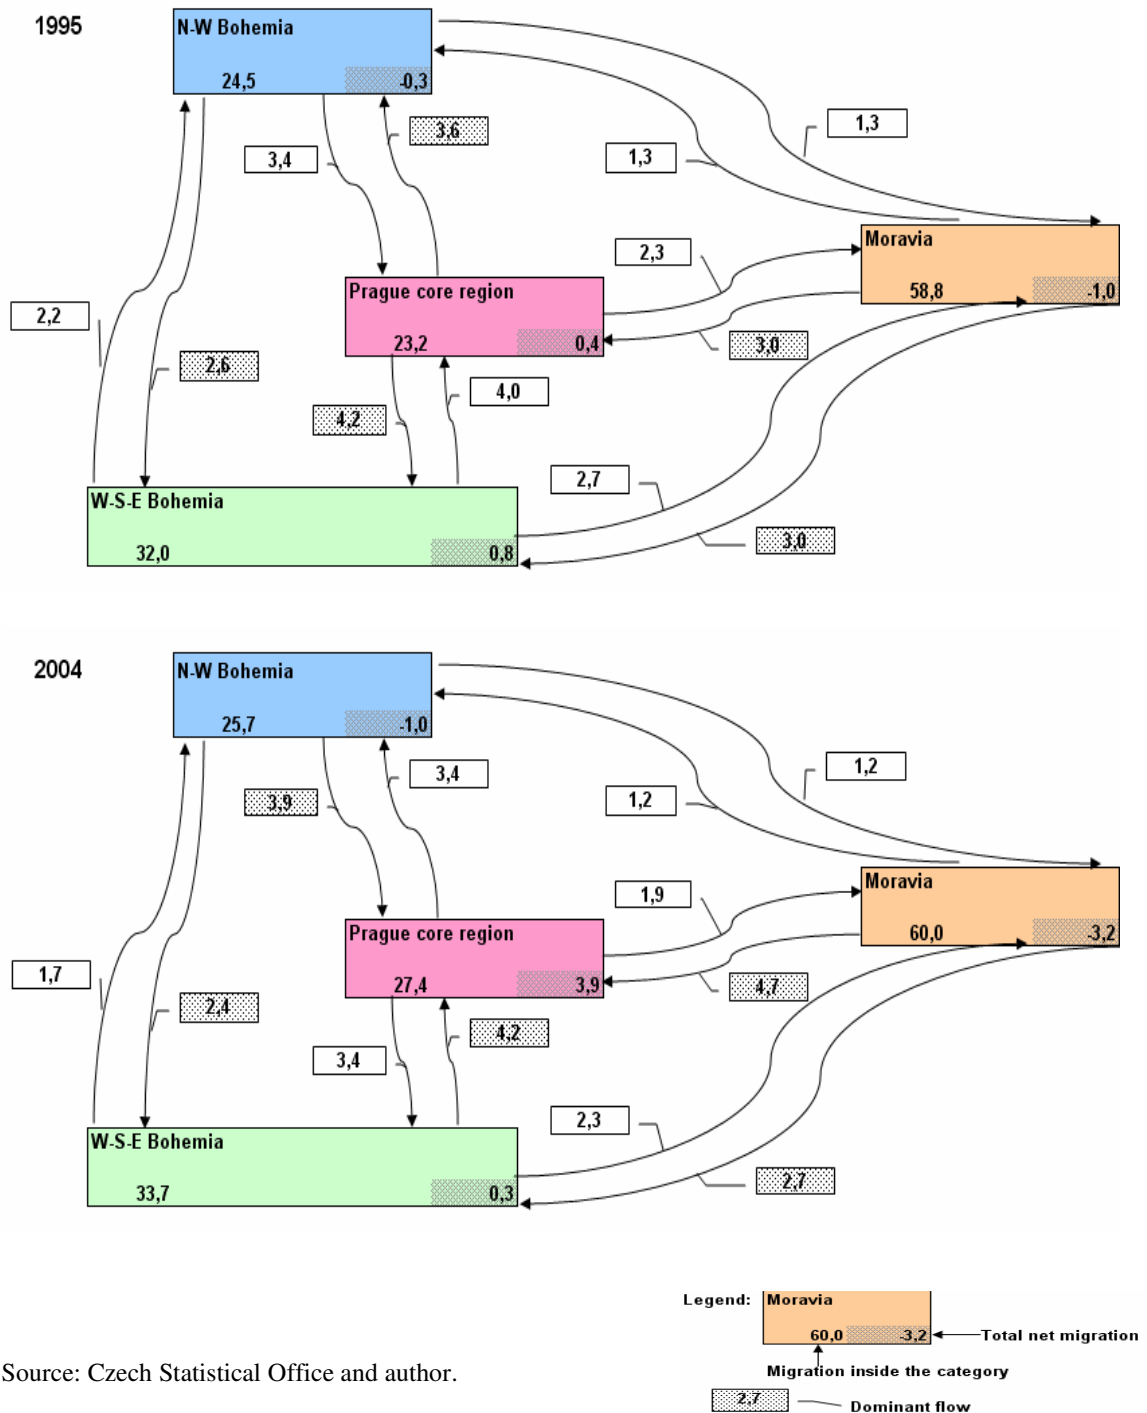 1995
N-W Bohemia
24,5 -0,3
3,6
3,4
1,3
1,3
Moravia
58,8 -1,0
2,3
3,0
Prague core region
23,2 0,4
2,2
2,6
4,2
4,0
W-S-E Bohemia
32,0 0,8
2,7
3,0
2004
N-W Bohemia
25,7 -1,0
3,4
3,9
1,2
1,2
Moravia
60,0 -3,2
1,9
4,7
Prague core region
27,4 3,9
1,7
2,4
3,4
4,2
W-S-E Bohemia
33,7 0,3
2,3
2,7
Legend: Moravia
60,0 -3,2 Total net migration
Migration inside the category
2,7 Dominant flow
Source: Czech Statistical Office and author.